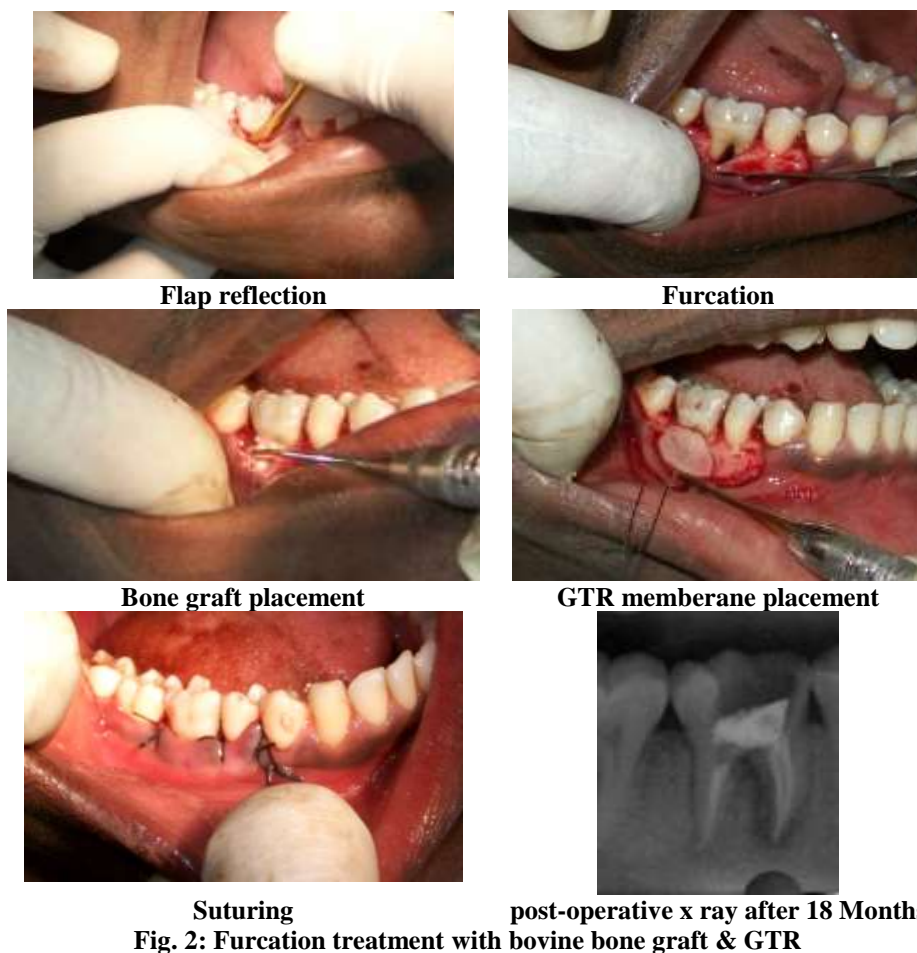 Flap reflection
Furcation
Bone graft placement
GTR memberane placement
Suturing
post-operative x ray after 18 Month
Fig. 2: Furcation treatment with bovine bone graft & GTR